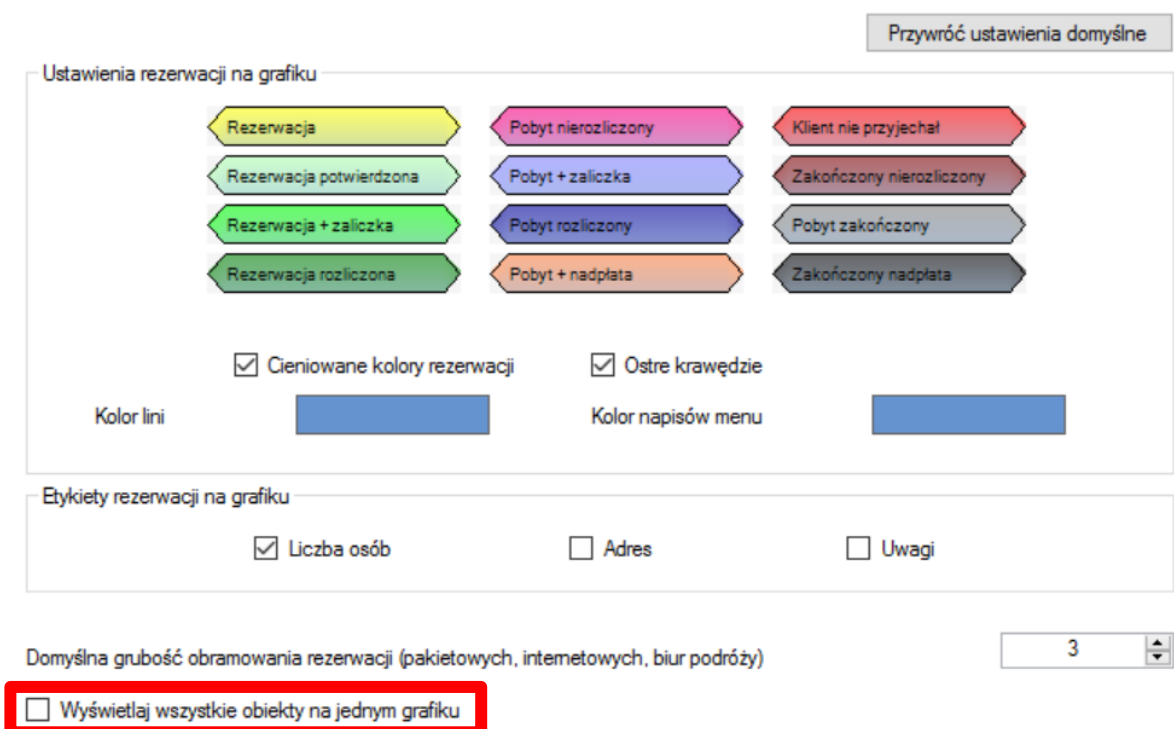 Przywróć ustawienia domyślne
Ustawienia rezerwacji na grafiku
Rezerwacja Pobyt nierozliczony Klient nie przyjechał
Rezerwacja potwierdzona Pobyt + zaliczka Zakończony nierozliczony
Rezerwacja + zaliczka Pobyt rozliczony Pobyt zakończony
Rezerwacja rozliczona Pobyt + nadpłata Zakończony nadpłata
Cieniowane kolory rezerwacji Ostre krawędzie
Kolor lini Kolor napisów menu
Etykiety rezerwacji na grafiku
Liczba osób Adres Uwagi
Domyślna grubość obramowania rezerwacji (pakietowych, internetowych, biur podróży) 3
Wyświetlaj wszystkie obiekty na jednym grafiku